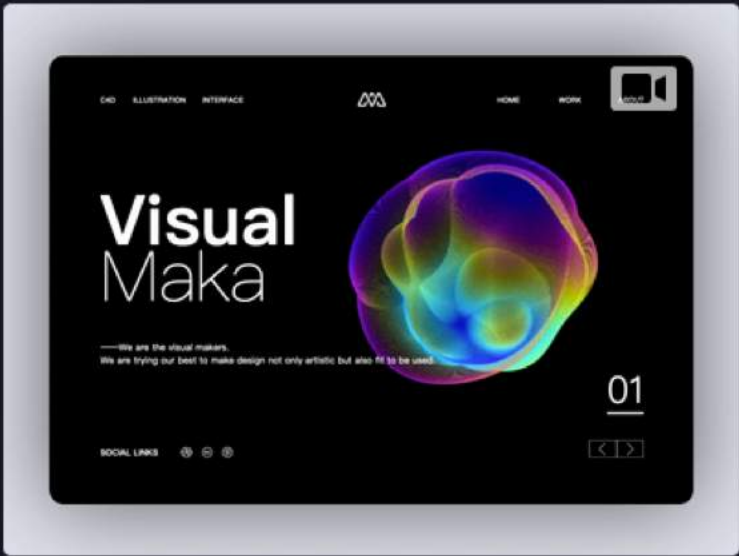 C4D ILLUSTRATION INTERFACE HOME WORK ABOUT
Visual
Maka
——We are the visual makers.
We are trying our best to make design not only artistic but also fit to be used.
01
SOCIAL LINKS